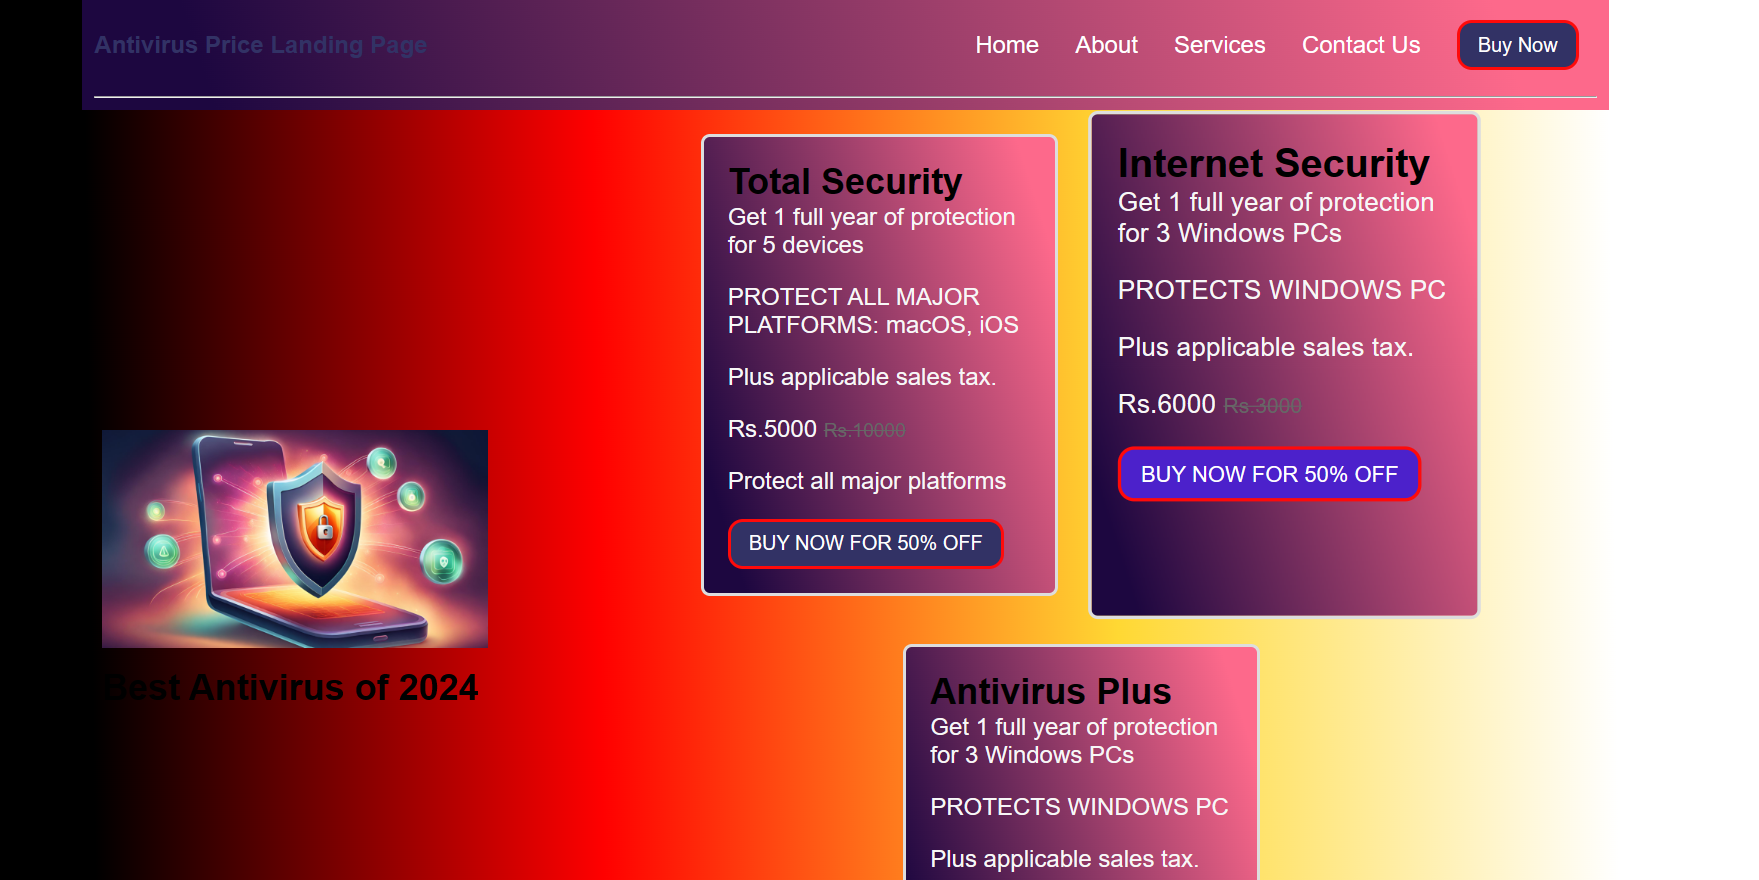 Antivirus Price Landing Page
Home About Services Contact Us Buy Now
Total Security
Get 1 full year of protection
for 5 devices
PROTECT ALL MAJOR
PLATFORMS: macOS, iOS
Plus applicable sales tax.
Rs.5000 Rs.10000
Protect all major platforms
BUY NOW FOR 50% OFF
Internet Security
Get 1 full year of protection
for 3 Windows PCs
PROTECTS WINDOWS PC
Plus applicable sales tax.
Rs.6000 Rs.3000
BUY NOW FOR 50% OFF
Best Antivirus of 2024
Antivirus Plus
Get 1 full year of protection
for 3 Windows PCs
PROTECTS WINDOWS PC
Plus applicable sales tax.